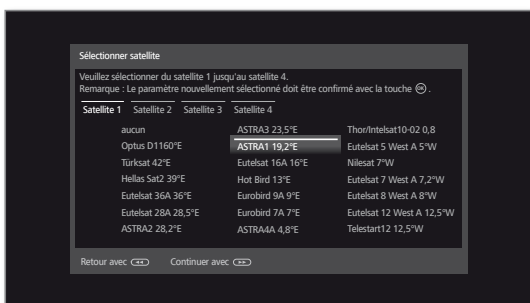 Sélectionner satellite
Veuillez sélectionner du satellite 1 jusqu'au satellite 4.
Remarque : Le paramètre nouvellement sélectionné doit être confirmé avec la touche OK .
Satellite 1 Satellite 2 Satellite 3 Satellite 4
aucun ASTRA3 23,5°E Thor/Intelsat10-02 0,8
Optus D1160°E ASTRA1 19,2°E Eutelsat 5 West A 5°W
Türksat 42°E Eutelsat 16A 16°E Nilesat 7°W
Hellas Sat2 39°E Hot Bird 13°E Eutelsat 7 West A 7,2°W
Eutelsat 36A 36°E Eurobird 9A 9°E Eutelsat 8 West A 8°W
Eutelsat 28A 28,5°E Eurobird 7A 7°E Eutelsat 12 West A 12,5°W
ASTRA2 28,2°E ASTRA4A 4,8°E Telestart12 12,5°W
Retour avec Continuer avec